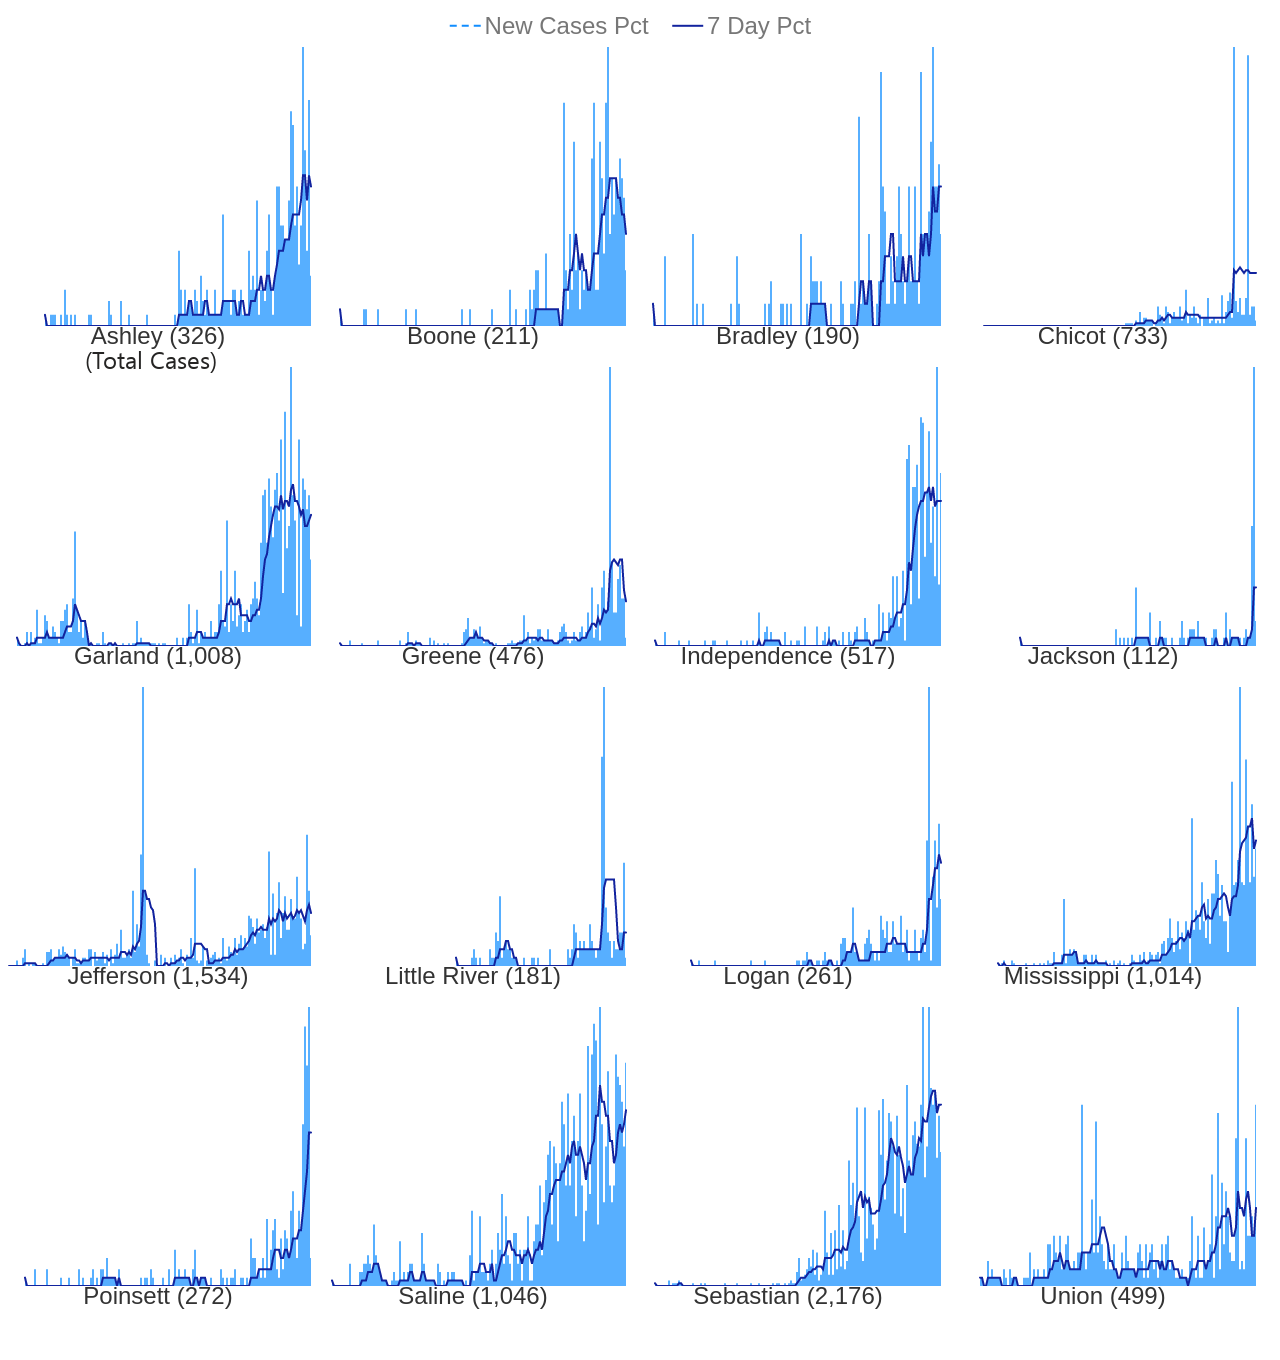 New Cases Pct 7 Day Pct
Ashley (326) Boone (211) Bradley (190) Chicot (733)
(Total Cases)
Garland (1,008) Greene (476) Independence (517) Jackson (112)
Jefferson (1,534) Little River (181) Logan (261) Mississippi (1,014)
Poinsett (272) Saline (1,046) Sebastian (2,176) Union (499)